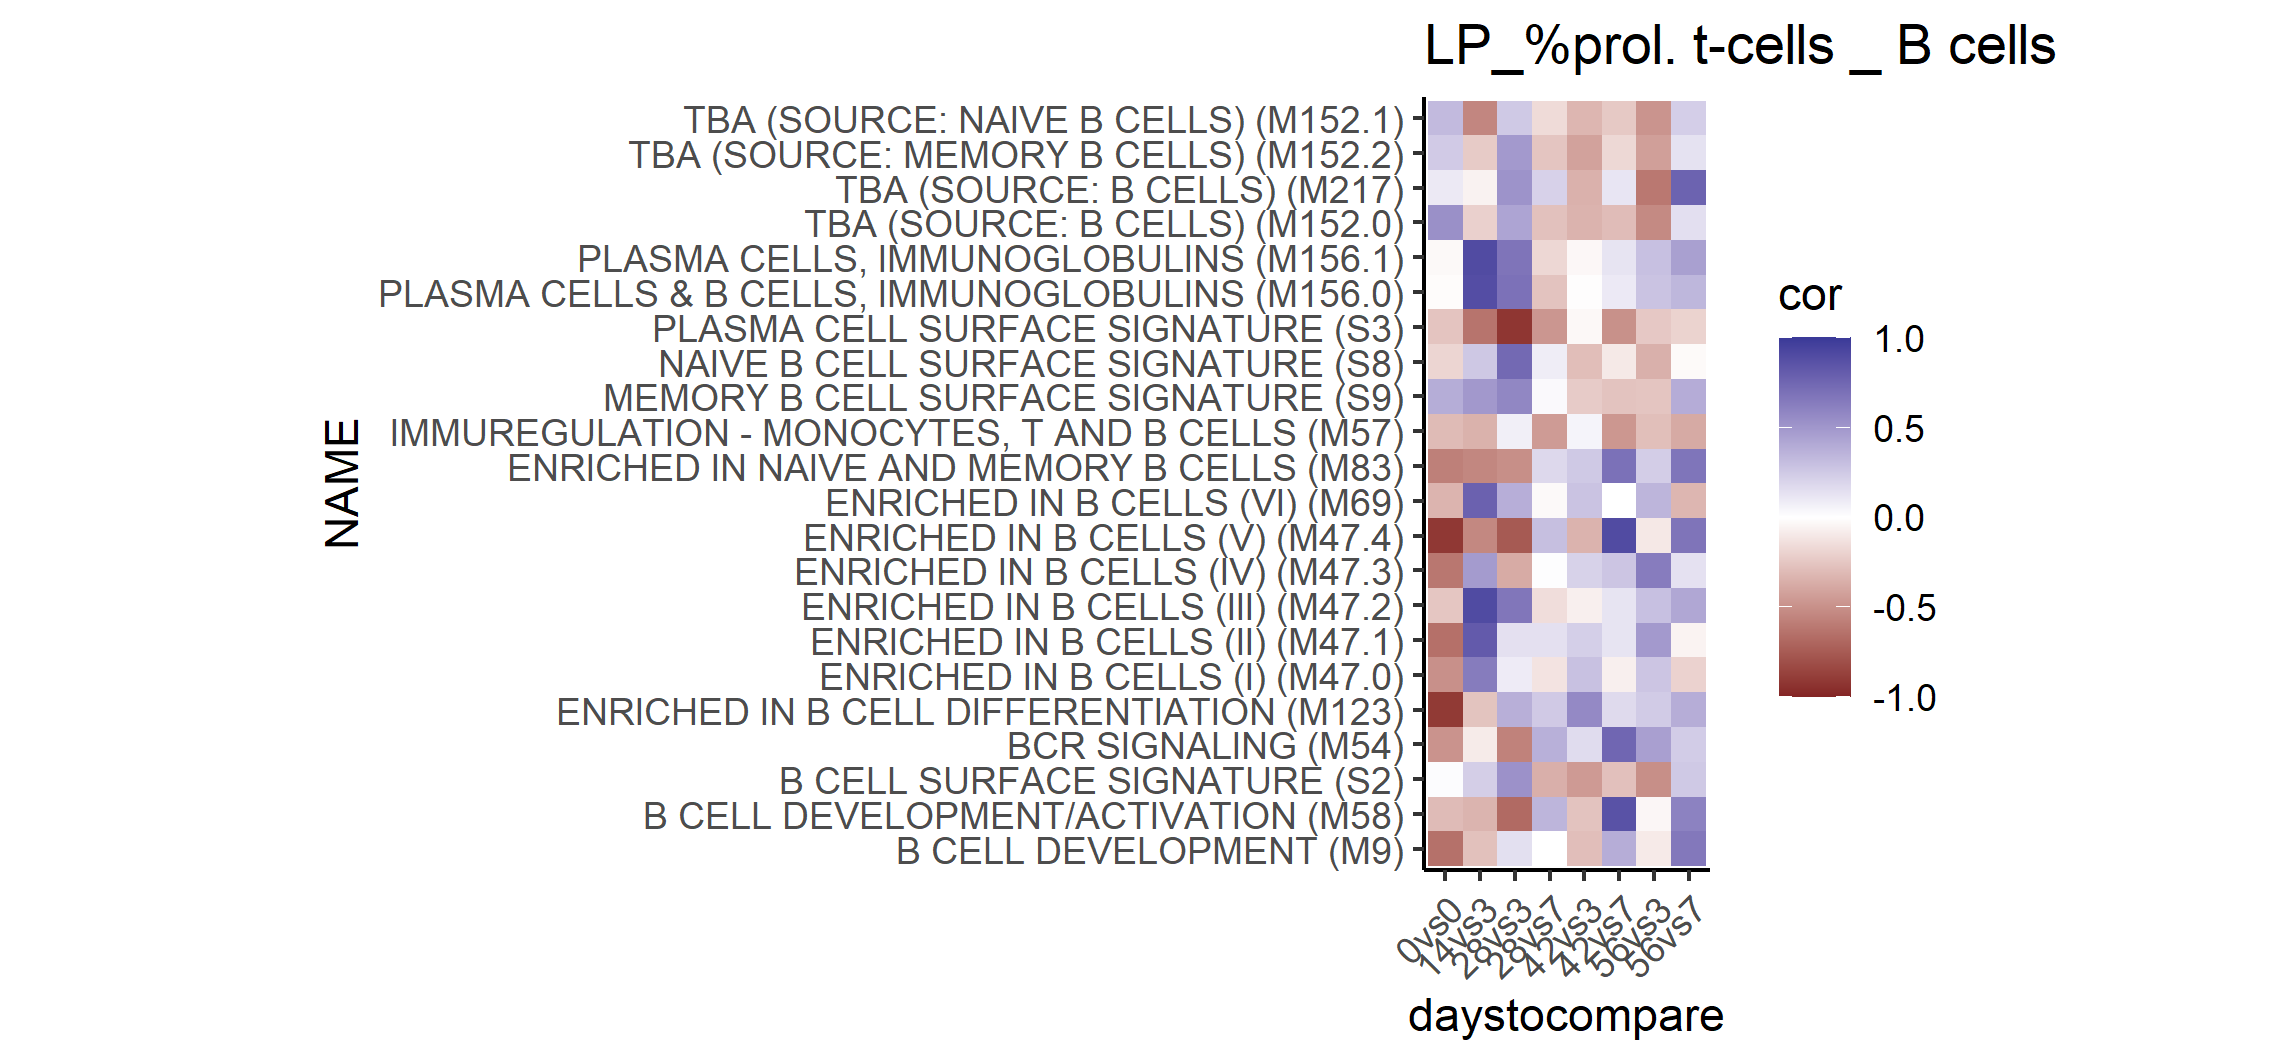 LP_%prol. t-cells _ B cells
TBA (SOURCE: NAIVE B CELLS) (M152.1)
TBA (SOURCE: MEMORY B CELLS) (M152.2)
TBA (SOURCE: B CELLS) (M217)
TBA (SOURCE: B CELLS) (M152.0)
PLASMA CELLS, IMMUNOGLOBULINS (M156.1)
PLASMA CELLS & B CELLS, IMMUNOGLOBULINS (M156.0)
PLASMA CELL SURFACE SIGNATURE (S3)
NAIVE B CELL SURFACE SIGNATURE (S8)
MEMORY B CELL SURFACE SIGNATURE (S9)
IMMUREGULATION - MONOCYTES, T AND B CELLS (M57)
ENRICHED IN NAIVE AND MEMORY B CELLS (M83)
ENRICHED IN B CELLS (VI) (M69)
ENRICHED IN B CELLS (V) (M47.4)
ENRICHED IN B CELLS (IV) (M47.3)
ENRICHED IN B CELLS (III) (M47.2)
ENRICHED IN B CELLS (II) (M47.1)
ENRICHED IN B CELLS (I) (M47.0)
ENRICHED IN B CELL DIFFERENTIATION (M123)
BCR SIGNALING (M54)
B CELL SURFACE SIGNATURE (S2)
B CELL DEVELOPMENT/ACTIVATION (M58)
B CELL DEVELOPMENT (M9)
NAME
0vs0
14vs3
28vs3
28vs7
42vs3
42vs7
56vs3
56vs7
daystocompare
cor
1.0
0.5
0.0
-0.5
-1.0